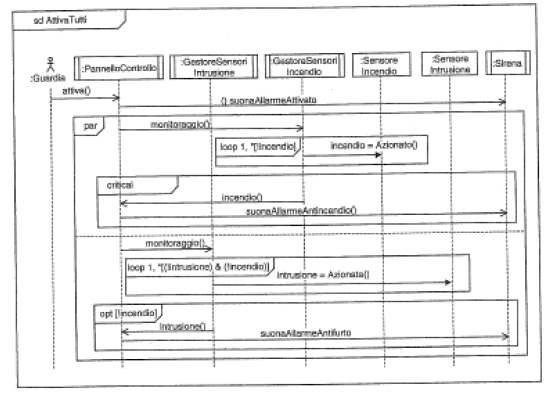 sd AttivaTutti
:Guardia
:PannelloControllo
:GestoreSensori
Intrusione
:GestoreSensori
Incendio
:Sensore
Incendio
:Sensore
Intrusione
:Sirena
attiva()
() suonaAllarmeAttivato
par
monitoraggio()
loop 1, *[!incendio]
incendio = Azionato()
critical
incendio()
suonaAllarmeAntincendio()
monitoraggio()
loop 1, *[(!intrusione) & (!incendio)]
intrusione = Azionata()
opt [!incendio]
intrusione()
suonaAllarmeAntifurto